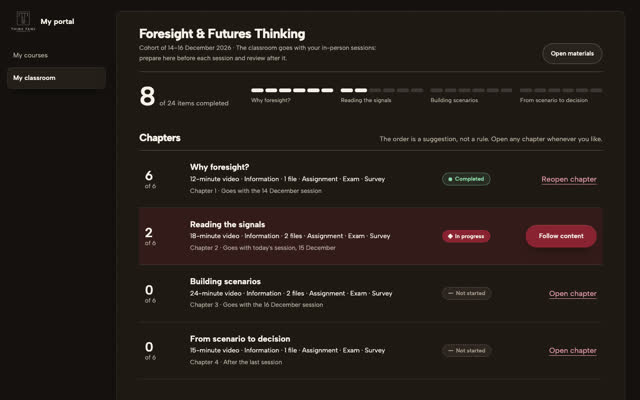 THINK FENS
My portal
My courses
My classroom
Foresight & Futures Thinking
Cohort of 14–16 December 2026 · The classroom goes with your in-person sessions:
prepare here before each session and review after it.
Open materials
8 of 24 items completed
Why foresight?
Reading the signals
Building scenarios
From scenario to decision
Chapters
The order is a suggestion, not a rule. Open any chapter whenever you like.
6
of 6
Why foresight?
12-minute video · Information · 1 file · Assignment · Exam · Survey
Chapter 1 · Goes with the 14 December session
Completed
Reopen chapter
2
of 6
Reading the signals
18-minute video · Information · 2 files · Assignment · Exam · Survey
Chapter 2 · Goes with today's session, 15 December
In progress
Follow content
0
of 6
Building scenarios
24-minute video · Information · 2 files · Assignment · Exam · Survey
Chapter 3 · Goes with the 16 December session
Not started
Open chapter
0
of 6
From scenario to decision
15-minute video · Information · 1 file · Assignment · Exam · Survey
Chapter 4 · After the last session
Not started
Open chapter